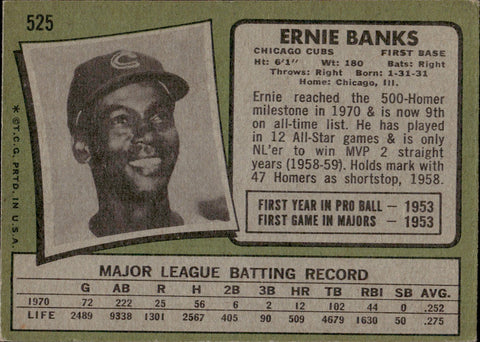 525
* ©T.C.G. PRTD. IN U.S.A.
C
ERNIE BANKS
CHICAGO CUBS FIRST BASE
Ht: 6'1" Wt: 180 Bats: Right
Throws: Right Born: 1-31-31
Home: Chicago, Ill.
Ernie reached the 500-Homer
milestone in 1970 & is now 9th
on all-time list. He has played
in 12 All-Star games & is only
NL'er to win MVP 2 straight
years (1958-59). Holds mark with
47 Homers as shortstop, 1958.
FIRST YEAR IN PRO BALL — 1953
FIRST GAME IN MAJORS — 1953
MAJOR LEAGUE BATTING RECORD
G AB R H 2B 3B HR TB RBI SB AVG.
1970 72 222 25 56 6 2 12 102 44 0 .252
LIFE 2489 9338 1301 2567 405 90 509 4679 1630 50 .275